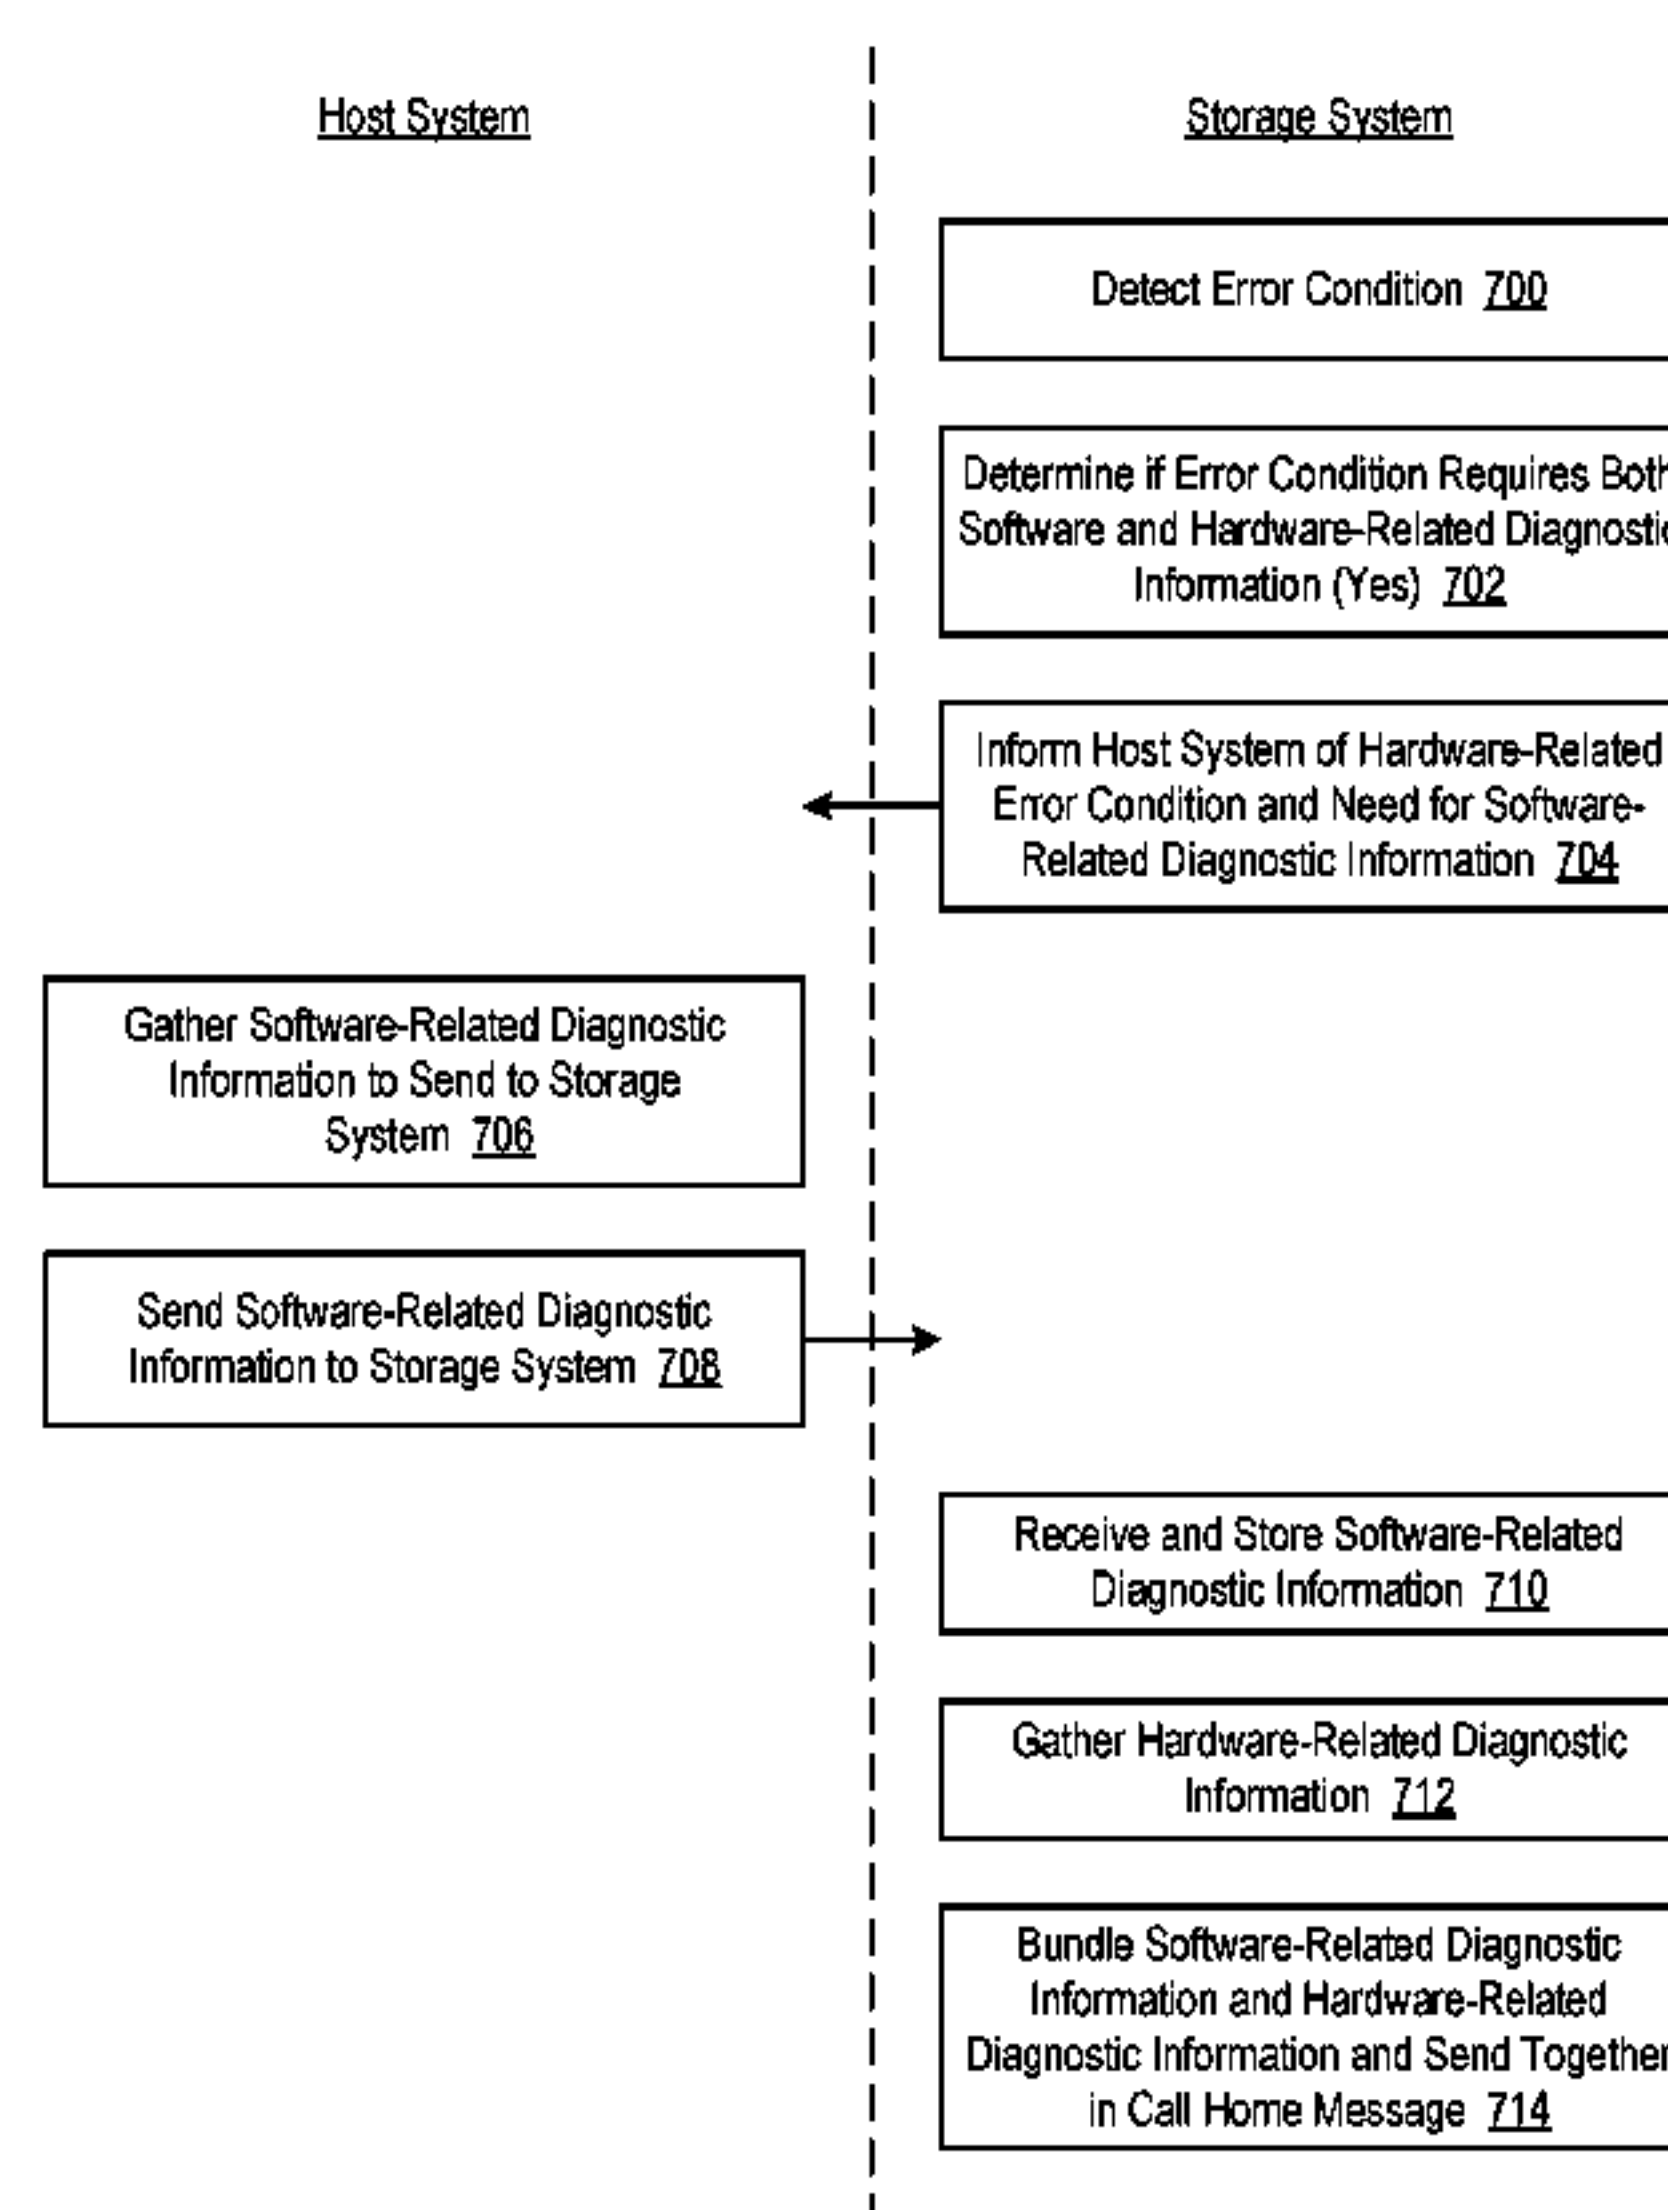 Host System
Storage System
Detect Error Condition 700
Determine if Error Condition Requires Both
Software and Hardware-Related Diagnostic
Information (Yes) 702
Inform Host System of Hardware-Related
Error Condition and Need for Software-
Related Diagnostic Information 704
Gather Software-Related Diagnostic
Information to Send to Storage
System 706
Send Software-Related Diagnostic
Information to Storage System 708
Receive and Store Software-Related
Diagnostic Information 710
Gather Hardware-Related Diagnostic
Information 712
Bundle Software-Related Diagnostic
Information and Hardware-Related
Diagnostic Information and Send Together
in Call Home Message 714